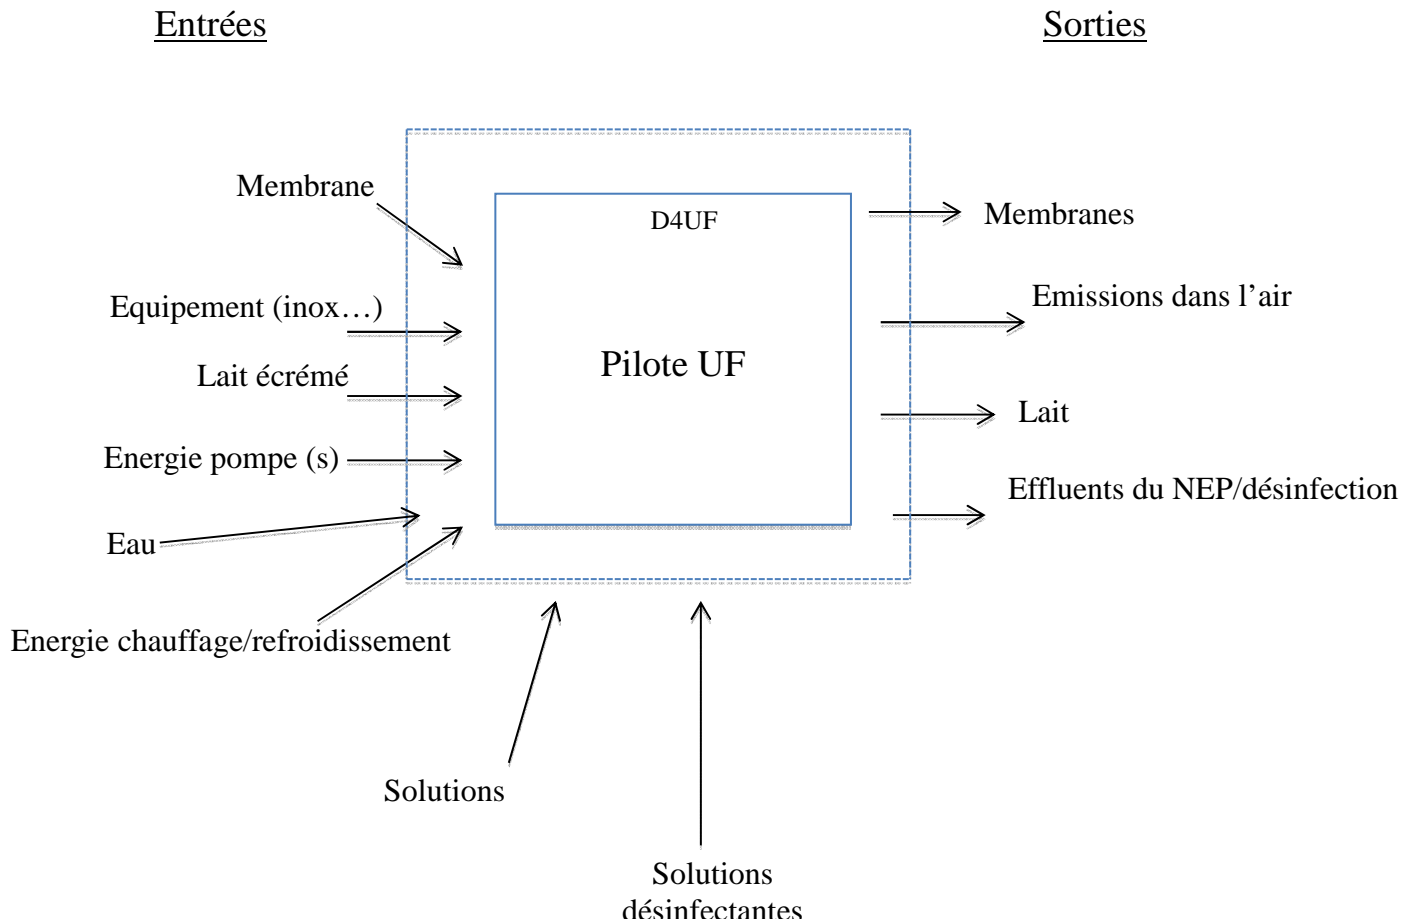 Entrées
Sorties
Membrane
D4UF
Membranes
Equipement (inox…)
Emissions dans l’air
Lait écrémé
Pilote UF
Lait
Energie pompe (s)
Effluents du NEP/désinfection
Eau
Energie chauffage/refroidissement
Solutions
Solutions
désinfectantes